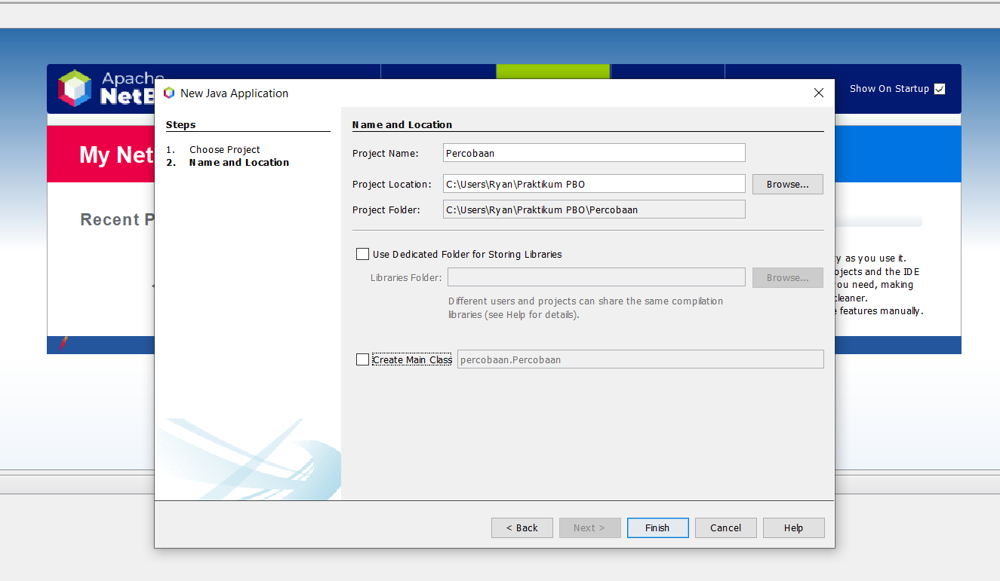 Apache
NetB
Show On Startup
New Java Application
My Net
Recent P
Steps
1. Choose Project
2. Name and Location
Name and Location
Project Name: Percobaan
Project Location: C:\Users\Ryan\Praktikum PBO Browse...
Project Folder: C:\Users\Ryan\Praktikum PBO\Percobaan
Use Dedicated Folder for Storing Libraries
Libraries Folder: Browse...
Different users and projects can share the same compilation
libraries (see Help for details).
Create Main Class percobaan.Percobaan
y as you use it.
ojects and the IDE
ou need, making
cleaner.
e features manually.
< Back Next > Finish Cancel Help